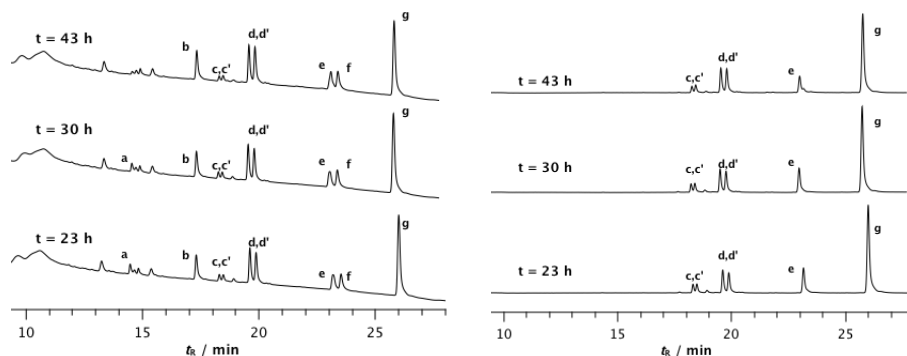 t = 43 h
b
c,c'
d,d'
e
f
g
t = 30 h
a
b
c,c'
d,d'
e
f
g
t = 23 h
a
b
c,c'
d,d'
e
f
g
10 15 20 25
tR / min
t = 43 h
c,c'
d,d'
e
g
t = 30 h
c,c'
d,d'
e
g
t = 23 h
c,c'
d,d'
e
g
10 15 20 25
tR / min